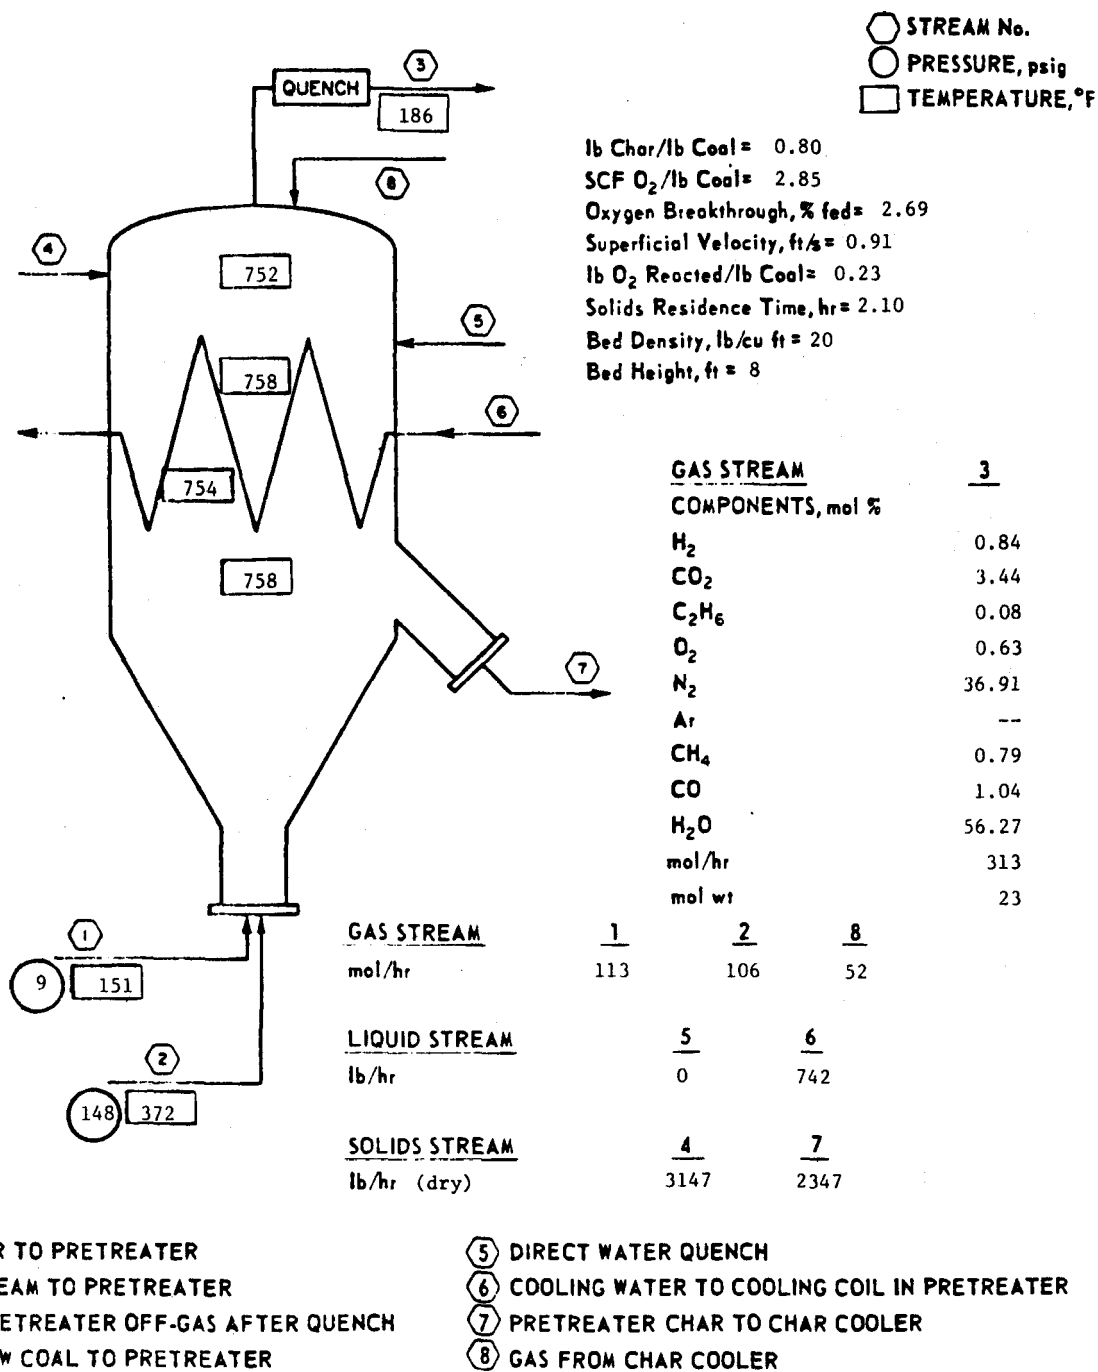 STREAM No.
PRESSURE, psig
TEMPERATURE, °F
3
QUENCH
186
8
4
752
5
758
6
754
758
7
1
9
151
2
148
372
lb Char/lb Coal = 0.80
SCF O2/lb Coal = 2.85
Oxygen Breakthrough, % fed = 2.69
Superficial Velocity, ft/s = 0.91
lb O2 Reacted/lb Coal = 0.23
Solids Residence Time, hr = 2.10
Bed Density, lb/cu ft = 20
Bed Height, ft = 8
GAS STREAM 3
COMPONENTS, mol %
H2 0.84
CO2 3.44
C2H6 0.08
O2 0.63
N2 36.91
Ar --
CH4 0.79
CO 1.04
H2O 56.27
mol/hr 313
mol wt 23
GAS STREAM 1 2 8
mol/hr 113 106 52
LIQUID STREAM 5 6
lb/hr 0 742
SOLIDS STREAM 4 7
lb/hr (dry) 3147 2347
R TO PRETREATER
EAM TO PRETREATER
ETREATER OFF-GAS AFTER QUENCH
W COAL TO PRETREATER
5 DIRECT WATER QUENCH
6 COOLING WATER TO COOLING COIL IN PRETREATER
7 PRETREATER CHAR TO CHAR COOLER
8 GAS FROM CHAR COOLER